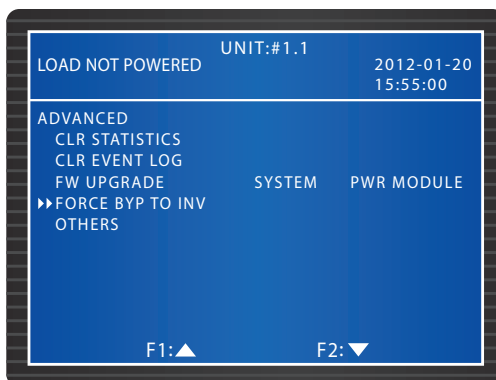 UNIT:#1.1
LOAD NOT POWERED 2012-01-20
15:55:00
ADVANCED
CLR STATISTICS
CLR EVENT LOG
FW UPGRADE SYSTEM PWR MODULE
▶▶FORCE BYP TO INV
OTHERS
F1:▲ F2:▼